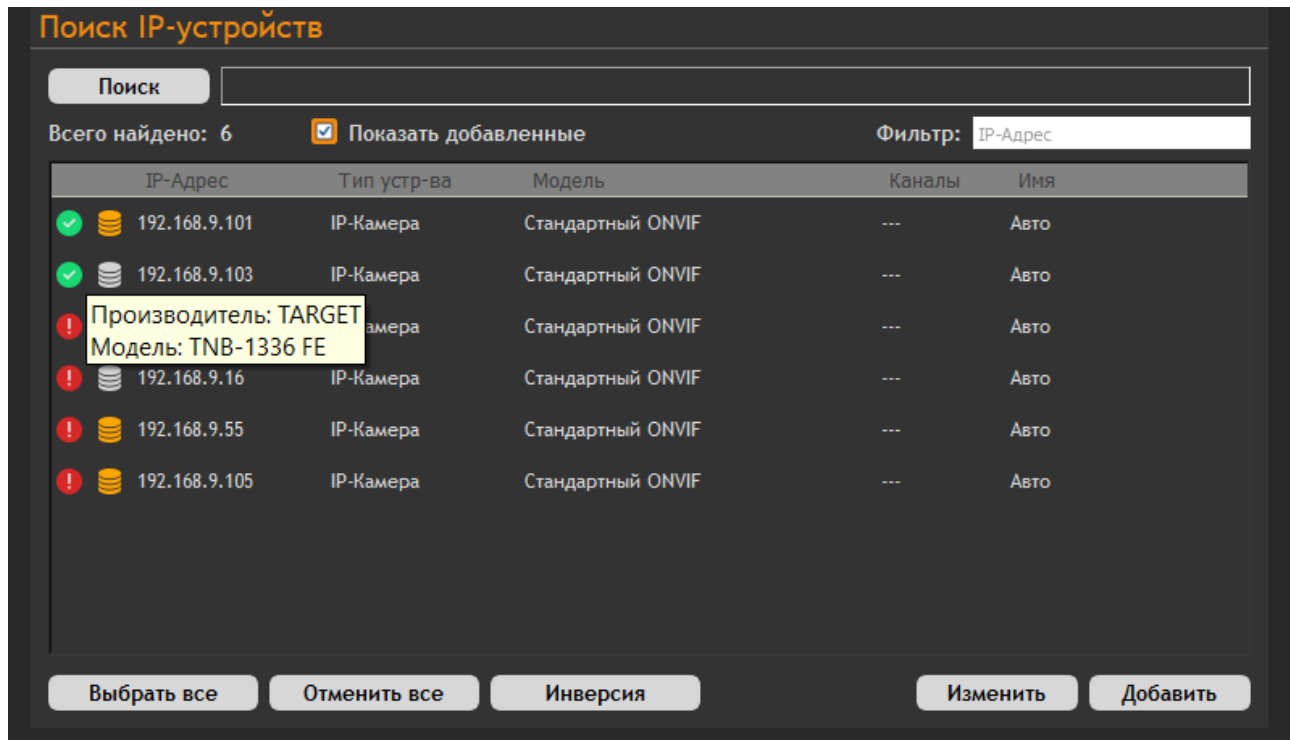 Поиск IP-устройств
Поиск
Всего найдено: 6 Показать добавленные Фильтр: IP-Адрес
IP-Адрес Тип устр-ва Модель Каналы Имя
192.168.9.101 IP-Камера Стандартный ONVIF --- Авто
192.168.9.103 IP-Камера Стандартный ONVIF --- Авто
Производитель: TARGET
амера Стандартный ONVIF --- Авто
Модель: TNB-1336 FE
192.168.9.16 IP-Камера Стандартный ONVIF --- Авто
192.168.9.55 IP-Камера Стандартный ONVIF --- Авто
192.168.9.105 IP-Камера Стандартный ONVIF --- Авто
Выбрать все Отменить все Инверсия Изменить Добавить